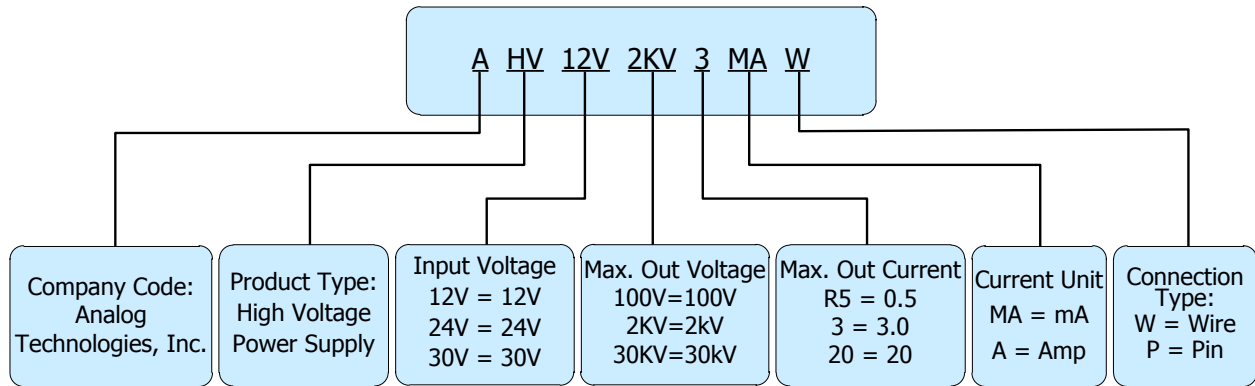 A HV 12V 2KV 3 MA W
Company Code:
Analog
Technologies, Inc.
Product Type:
High Voltage
Power Supply
Input Voltage
12V = 12V
24V = 24V
30V = 30V
Max. Out Voltage
100V=100V
2KV=2kV
30KV=30kV
Max. Out Current
R5 = 0.5
3 = 3.0
20 = 20
Current Unit
MA = mA
A = Amp
Connection
Type:
W = Wire
P = Pin